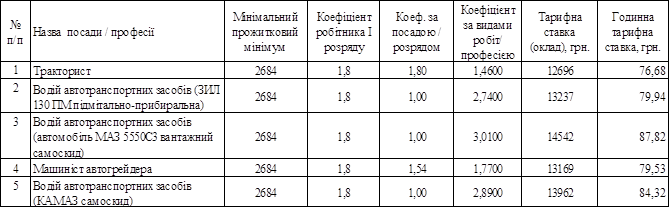 № п/п | Назва посади / професії | Мінімальний прожитковий мінімум | Коефіцієнт робітника I розряду | Коеф. за посадою / розрядом | Коефіцієнт за видами робіт/ професією | Тарифна ставка (оклад), грн. | Годинна тарифна ставка, грн.
1 | Тракторист | 2684 | 1,8 | 1,80 | 1,4600 | 12696 | 76,68
2 | Водій автотранспортних засобів (ЗИЛ 130 ПМ підмітально-прибиральна) | 2684 | 1,8 | 1,00 | 2,7400 | 13237 | 79,94
3 | Водій автотранспортних засобів (автомобіль МАЗ 5550С3 вантажний самоскид) | 2684 | 1,8 | 1,00 | 3,0100 | 14542 | 87,82
4 | Машиніст автогрейдера | 2684 | 1,8 | 1,54 | 1,7700 | 13169 | 79,53
5 | Водій автотранспортних засобів (КАМАЗ самоскид) | 2684 | 1,8 | 1,00 | 2,8900 | 13962 | 84,32